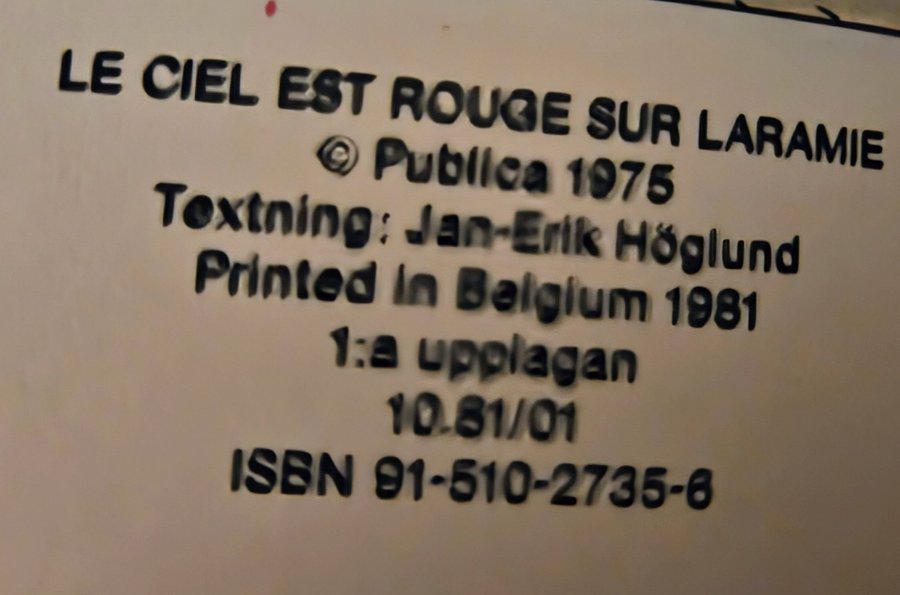 LE CIEL EST ROUGE SUR LARAMIE
© Publica 1975
Textning: Jan-Erik Höglund
Printed in Belgium 1981
1:a upplagan
10.81/01
ISBN 91-510-2735-6